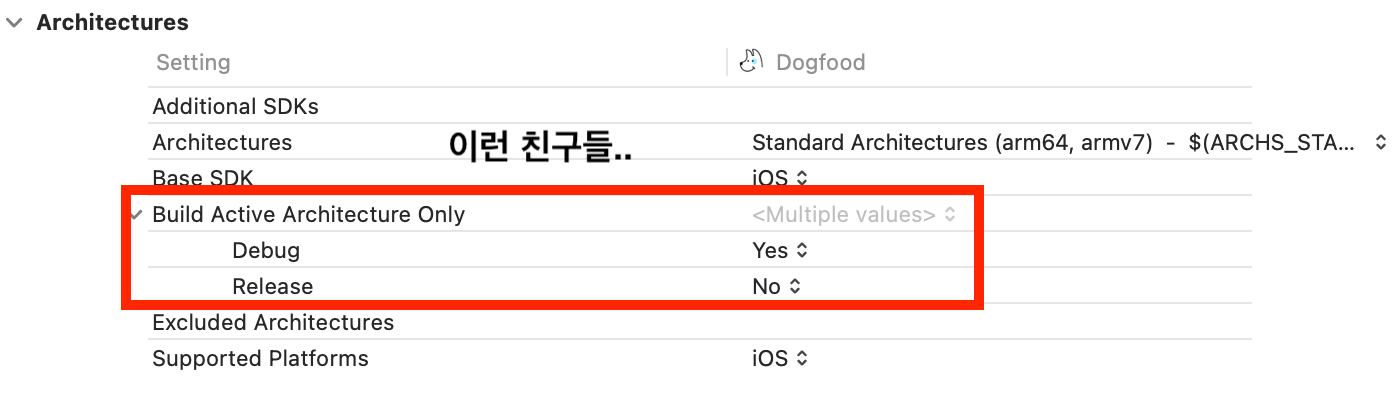 Architectures
Setting Dogfood
Additional SDKs
Architectures 이런 친구들.. Standard Architectures (arm64, armv7) - $(ARCHS_STA...
Base SDK iOS
Build Active Architecture Only <Multiple values>
Debug Yes
Release No
Excluded Architectures
Supported Platforms iOS